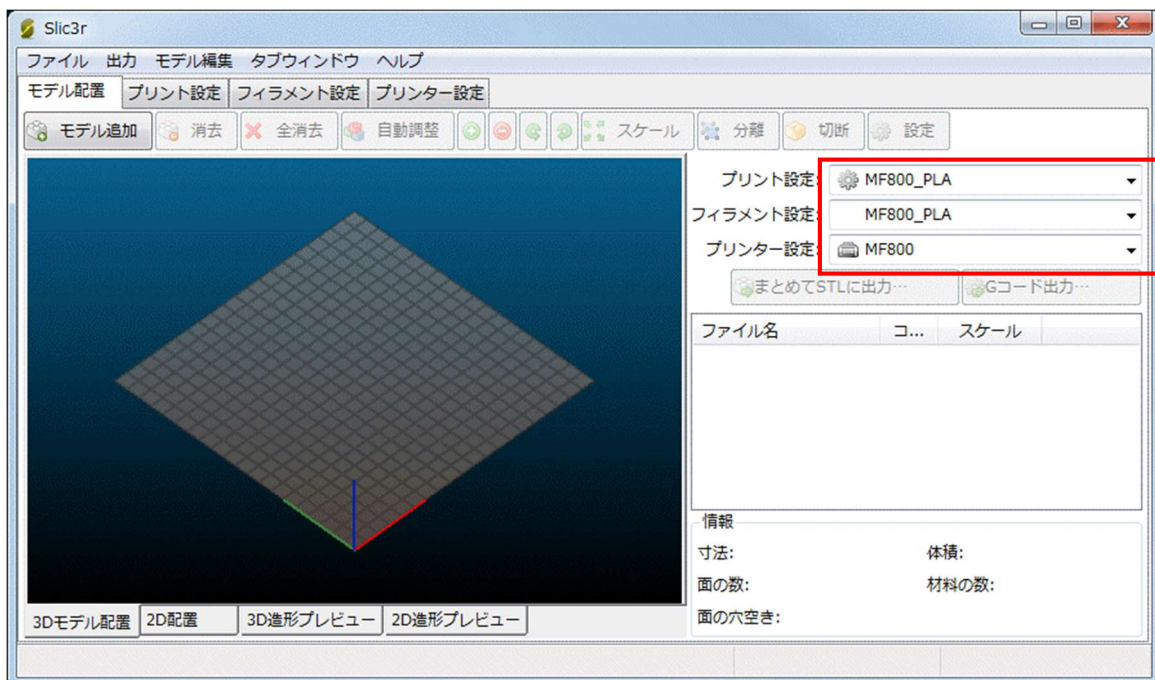 Slic3r
ファイル 出力 モデル編集 タブウィンドウ ヘルプ
モデル配置 プリント設定 フィラメント設定 プリンター設定
モデル追加 消去 全消去 自動調整 スケール 分離 切断 設定
プリント設定: MF800_PLA
フィラメント設定: MF800_PLA
プリンター設定: MF800
まとめてSTLに出力… Gコード出力…
ファイル名 コ... スケール
情報
寸法: 体積:
面の数: 材料の数:
面の穴空き:
3Dモデル配置 2D配置 3D造形プレビュー 2D造形プレビュー